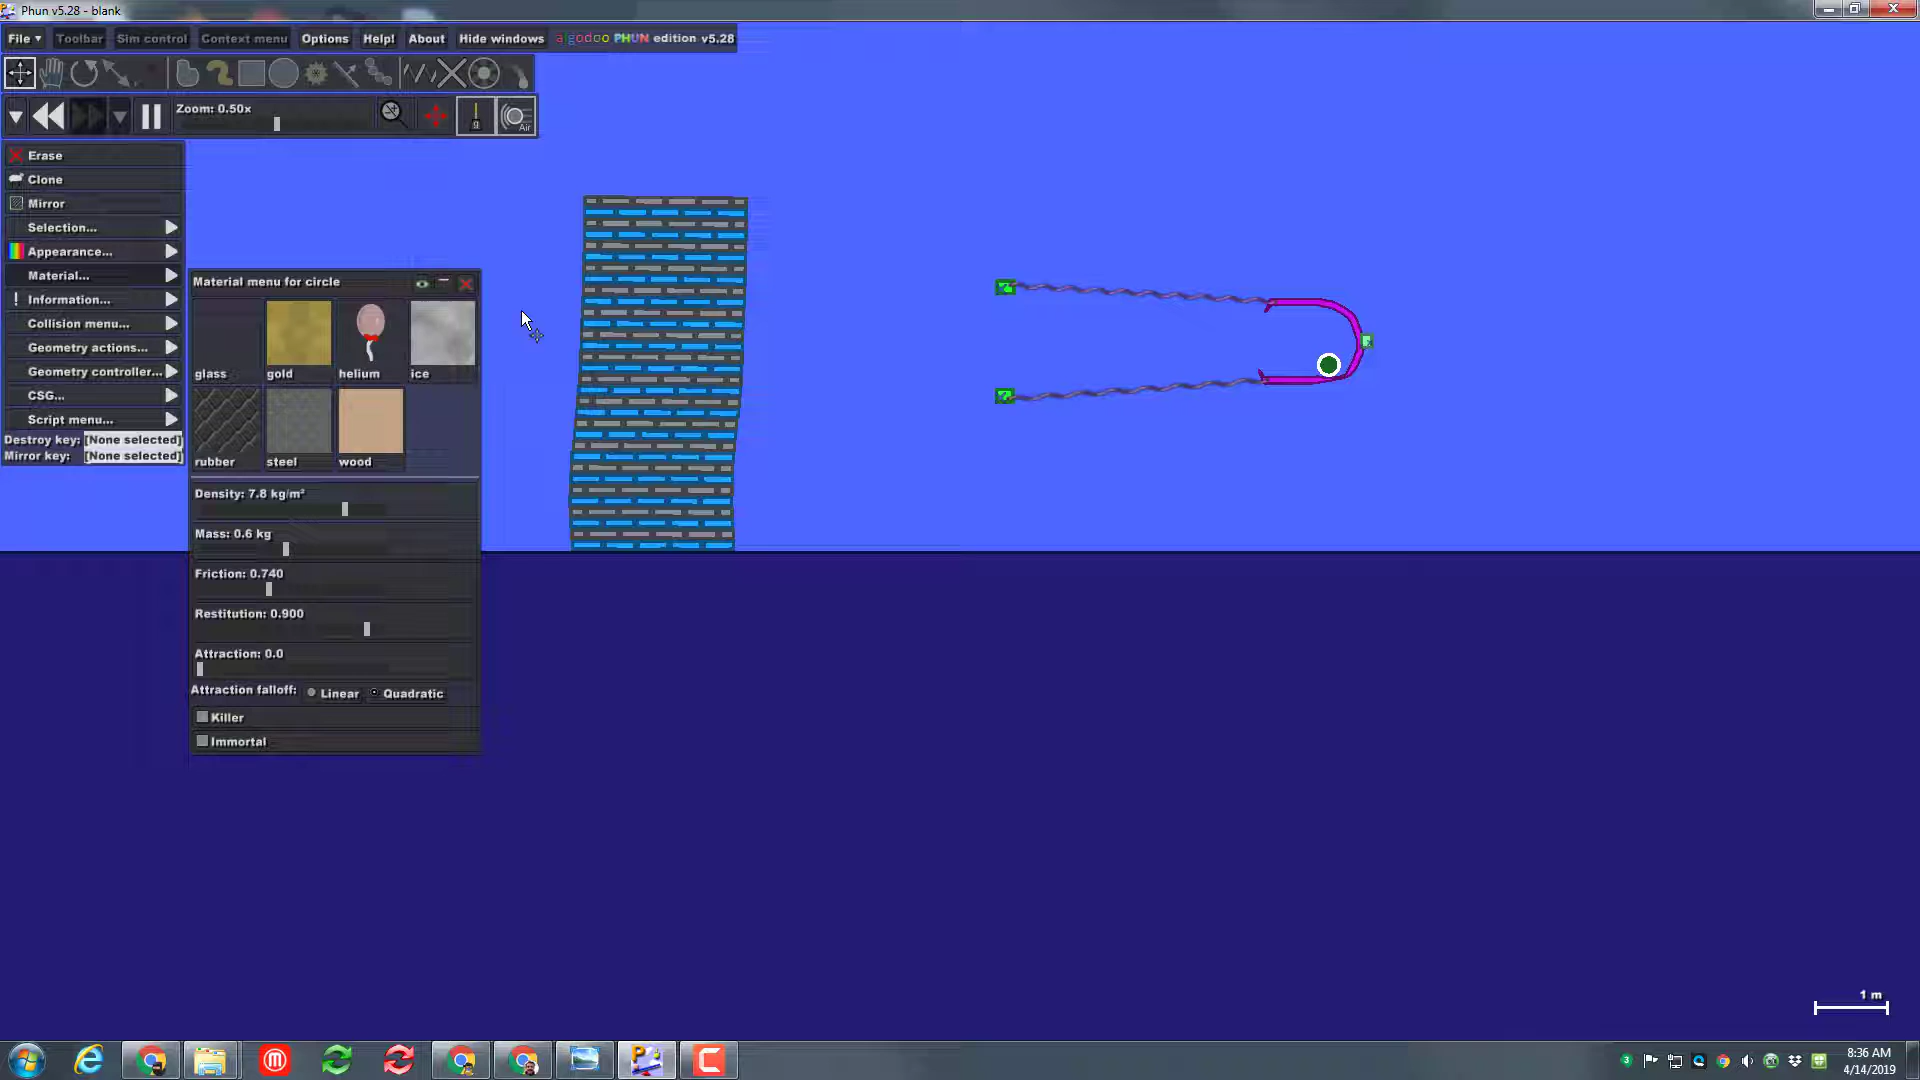 Phun v5.28 - blank
File Toolbar Sim control Context menu Options Help! About Hide windows algodoo PHUN edition v5.28
Zoom: 0.50x
Air
Erase
Clone
Mirror
Selection...
Appearance...
Material...
Information...
Collision menu...
Geometry actions...
Geometry controller...
CSG...
Script menu...
Destroy key: [None selected]
Mirror key: [None selected]
Material menu for circle
glass gold helium ice
rubber steel wood
Density: 7.8 kg/m²
Mass: 0.6 kg
Friction: 0.740
Restitution: 0.900
Attraction: 0.0
Attraction falloff: Linear Quadratic
Killer
Immortal
1 m
8:36 AM
4/14/2019